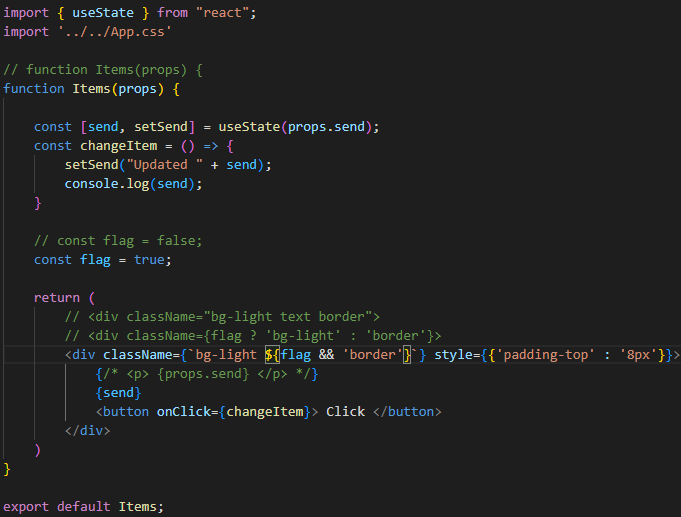 import { useState } from "react";
import '../../App.css'
// function Items(props) {
function Items(props) {
const [send, setSend] = useState(props.send);
const changeItem = () => {
setSend("Updated " + send);
console.log(send);
}
// const flag = false;
const flag = true;
return (
// <div className="bg-light text border">
// <div className={flag ? 'bg-light' : 'border'}>
<div className={`bg-light ${flag && 'border'}`} style={{'padding-top' : '8px'}}>
{/* <p> {props.send} </p> */}
{send}
<button onClick={changeItem}> Click </button>
</div>
)
}
export default Items;